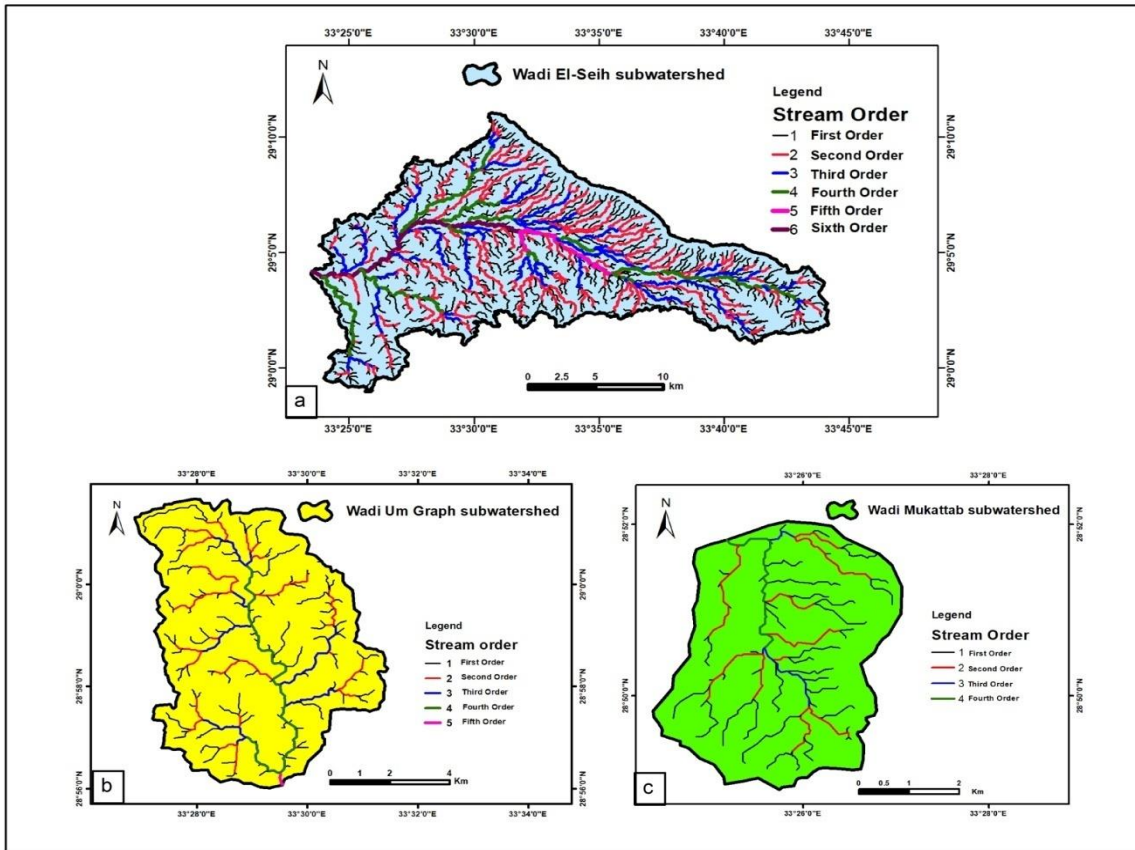 33°25'0"E 33°30'0"E 33°35'0"E 33°40'0"E 33°45'0"E
N
Wadi El-Seih subwatershed
Legend
Stream Order
1 First Order
2 Second Order
3 Third Order
4 Fourth Order
5 Fifth Order
6 Sixth Order
29°10'0"N
29°5'0"N
29°0'0"N
29°10'0"N
29°5'0"N
29°0'0"N
0 2.5 5 10
km
a
33°25'0"E 33°30'0"E 33°35'0"E 33°40'0"E 33°45'0"E
33°28'0"E 33°30'0"E 33°32'0"E 33°34'0"E
N
Wadi Um Graph subwatershed
Legend
Stream order
1 First Order
2 Second Order
3 Third Order
4 Fourth Order
5 Fifth Order
29°0'0"N
28°58'0"N
28°56'0"N
29°0'0"N
28°58'0"N
28°56'0"N
0 1 2 4
Km
b
33°28'0"E 33°30'0"E 33°32'0"E 33°34'0"E
33°26'0"E 33°28'0"E
N
Wadi Mukattab subwatershed
Legend
Stream Order
1 First Order
2 Second Order
3 Third Order
4 Fourth Order
28°52'0"N
28°50'0"N
28°52'0"N
28°50'0"N
0 0.5 1 2
Km
c
33°26'0"E 33°28'0"E